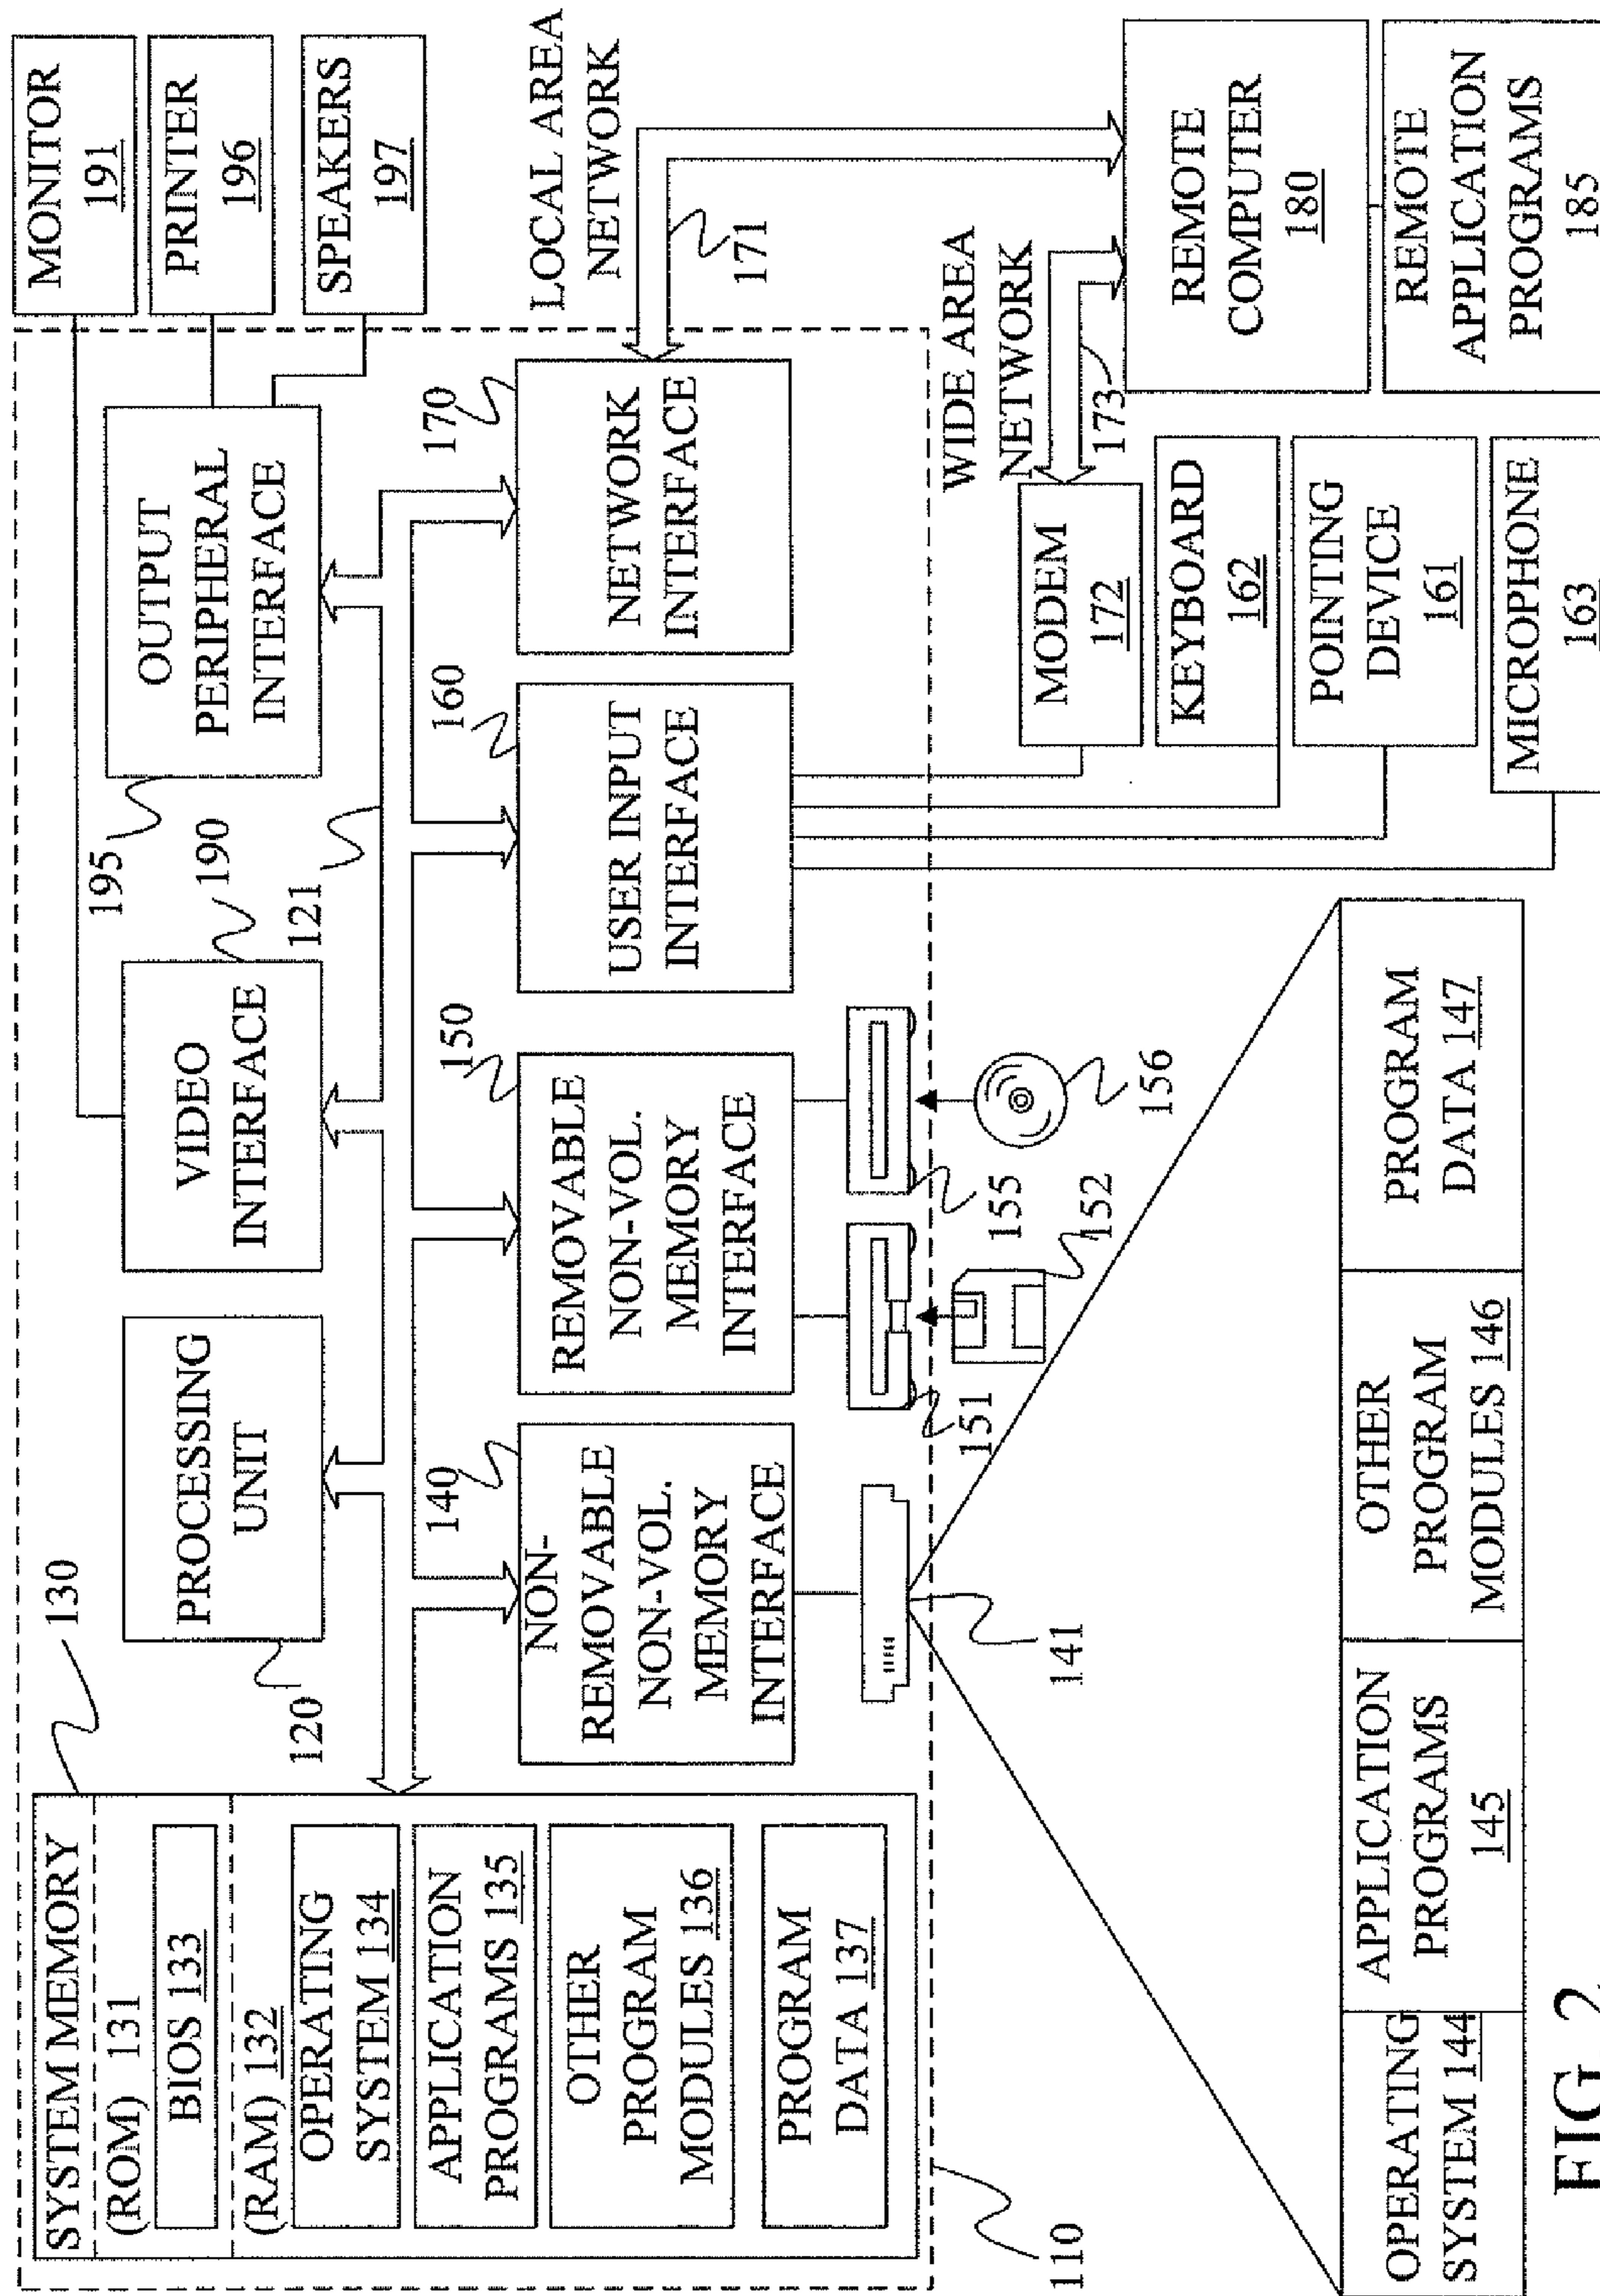 SYSTEM MEMORY
(ROM) 131
BIOS 133
(RAM) 132
OPERATING
SYSTEM 134
APPLICATION
PROGRAMS 135
OTHER
PROGRAM
MODULES 136
PROGRAM
DATA 137
130
120
PROCESSING
UNIT
VIDEO
INTERFACE
190
121
195
OUTPUT
PERIPHERAL
INTERFACE
MONITOR
191
PRINTER
196
SPEAKERS
197
140
NON-
REMOVABLE
NON-VOL.
MEMORY
INTERFACE
150
REMOVABLE
NON-VOL.
MEMORY
INTERFACE
160
USER INPUT
INTERFACE
170
NETWORK
INTERFACE
LOCAL AREA
NETWORK
171
WIDE AREA
NETWORK
173
110
141
151
152
155
156
MODEM
172
KEYBOARD
162
POINTING
DEVICE
161
MICROPHONE
163
REMOTE
COMPUTER
180
REMOTE
APPLICATION
PROGRAMS
185
OPERATING
SYSTEM 144
APPLICATION
PROGRAMS
145
OTHER
PROGRAM
MODULES 146
PROGRAM
DATA 147
FIG. 2